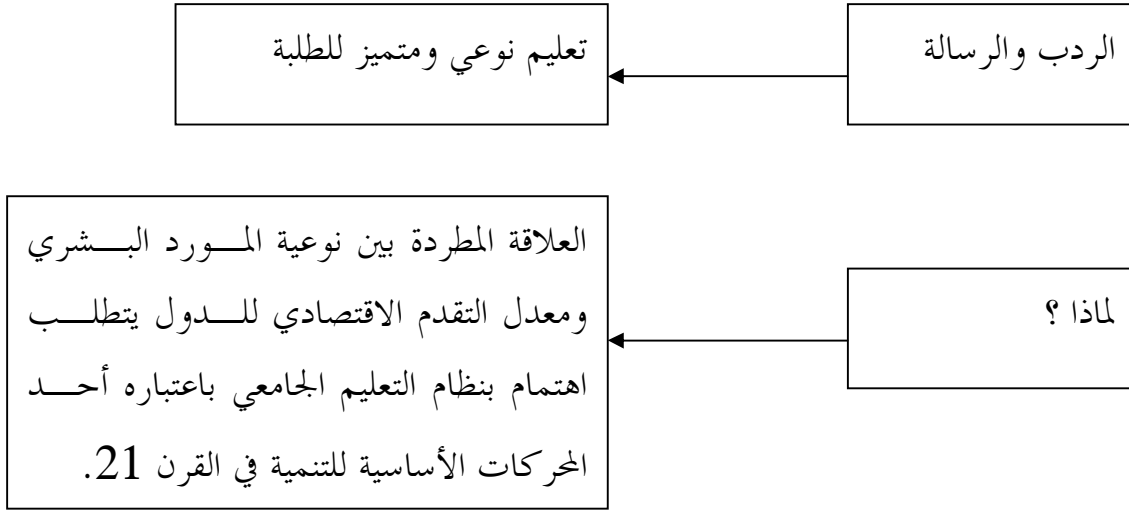 الردب والرسالة
تعليم نوعي ومتميز للطلبة
لماذا ؟
العلاقة المطردة بين نوعية المورد البشري
ومعدل التقدم الاقتصادي للدول يتطلب
اهتمام بنظام التعليم الجامعي باعتباره أحد
المحركات الأساسية للتنمية في القرن 21.